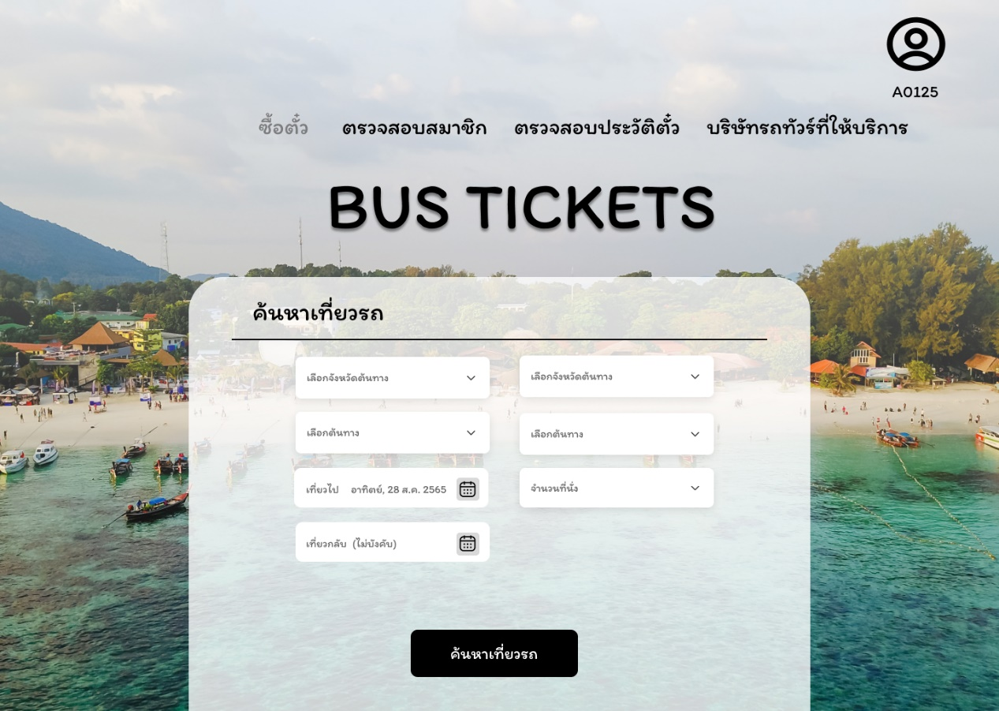 A0125
ซื้อตั๋ว ตรวจสอบสมาชิก ตรวจสอบประวัติตั๋ว บริษัทรถทัวร์ที่ให้บริการ
BUS TICKETS
ค้นหาเที่ยวรถ
เลือกจังหวัดต้นทาง เลือกจังหวัดต้นทาง
เลือกต้นทาง เลือกต้นทาง
เที่ยวไป อาทิตย์, 28 ส.ค. 2565 จำนวนที่นั่ง
เที่ยวกลับ (ไม่บังคับ)
ค้นหาเที่ยวรถ